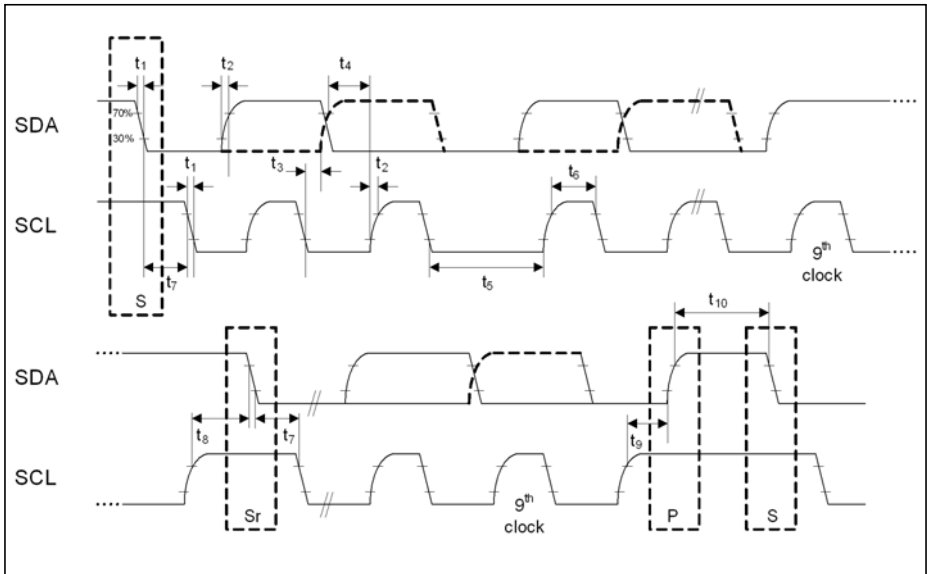 t1 t2 t4
SDA 70%
30%
t1 t3 t2 t6
SCL
9th
clock
t7 t5
S
t10
SDA
t8 t7 t9
SCL
9th
clock
Sr P S